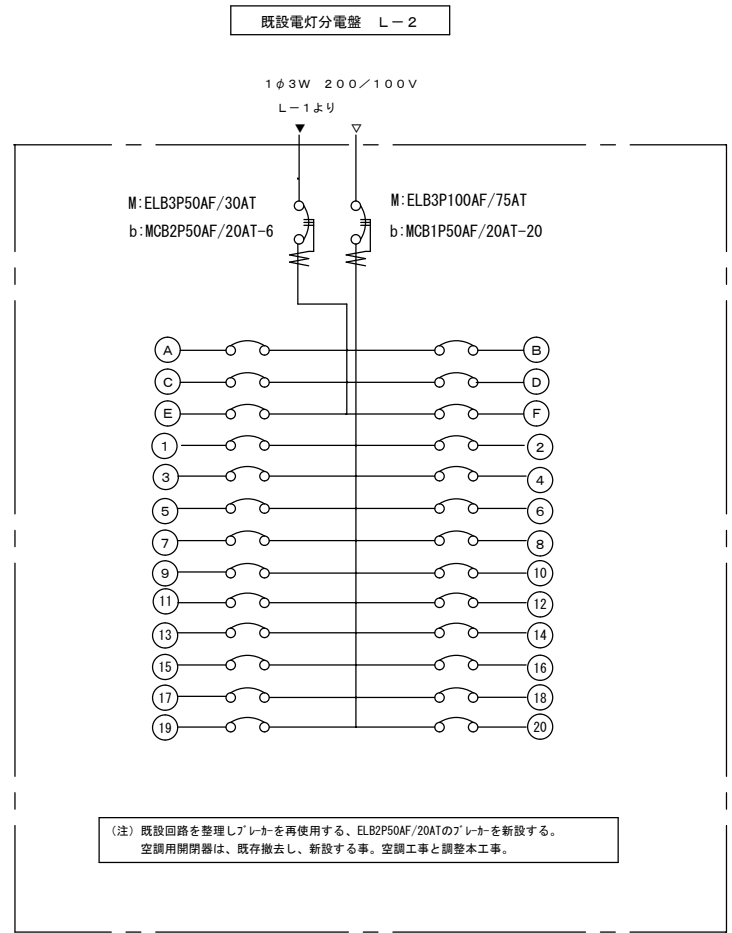 既設電灯分電盤　Ｌ－２
１φ３Ｗ　２００／１００Ｖ
Ｌ－１より
M:ELB3P50AF/30AT
M:ELB3P100AF/75AT
b:MCB2P50AF/20AT-6
b:MCB1P50AF/20AT-20
A B
C D
E F
1 2
3 4
5 6
7 8
9 10
11 12
13 14
15 16
17 18
19 20
（注）既設回路を整理しﾌﾞﾚｰｶｰを再使用する、ELB2P50AF/20ATのﾌﾞﾚｰｶｰを新設する。
空調用開閉器は、既存撤去し、新設する事。空調工事と調整本工事。